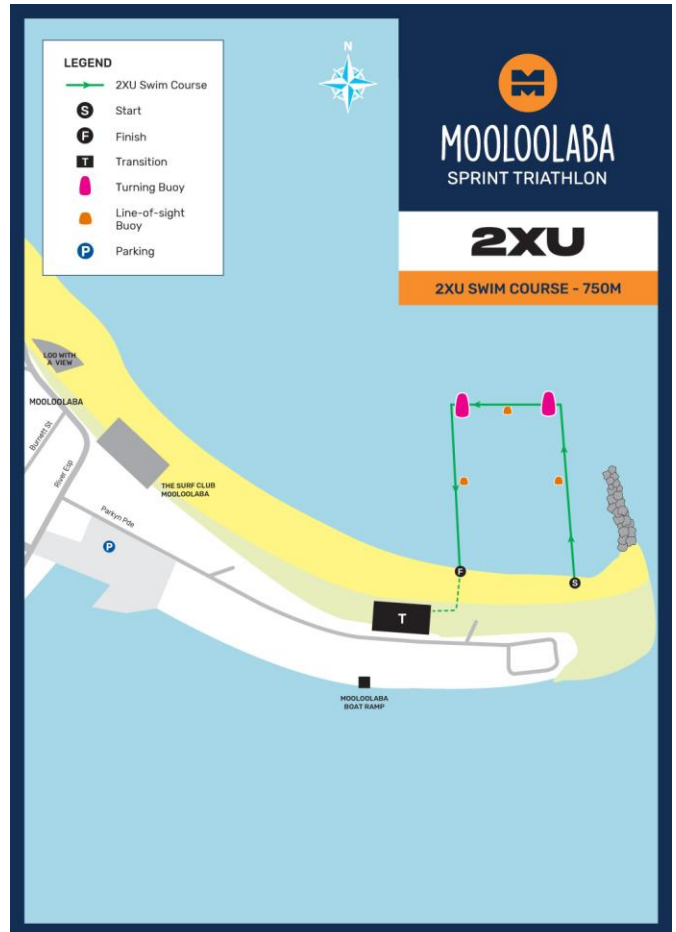 LEGEND
2XU Swim Course
S Start
F Finish
T Transition
Turning Buoy
Line-of-sight
Buoy
P Parking
N
MOOLOOLABA
SPRINT TRIATHLON
2XU
2XU SWIM COURSE - 750M
LOO WITH
A VIEW
MOOLOOLABA
Burnett St
River Esp
THE SURF CLUB
MOOLOOLABA
Parkyn Pde
P
F
S
T
MOOLOOLABA
BOAT RAMP